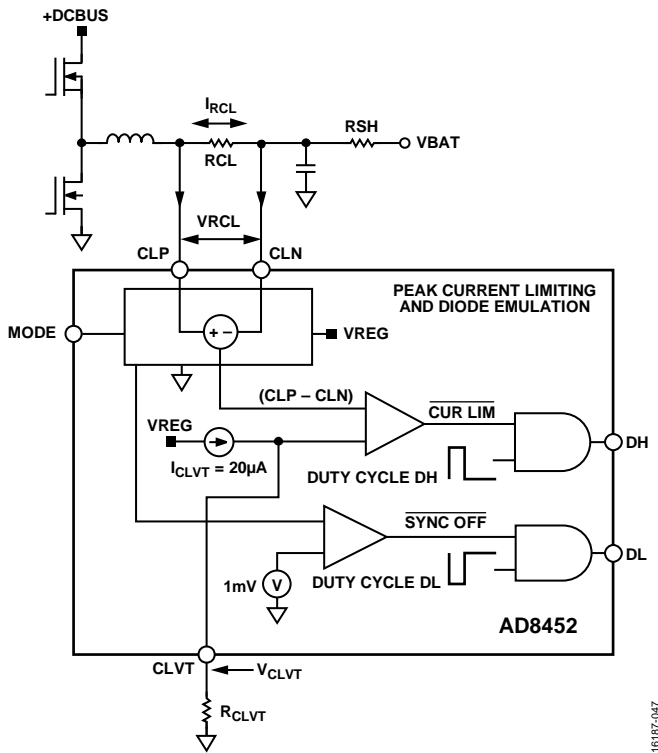 +DCBUS
IRCL
RCL
RSH
VBAT
VRCL
CLP
CLN
PEAK CURRENT LIMITING
AND DIODE EMULATION
MODE
+ −
VREG
(CLP – CLN)
CUR LIM
VREG
ICLVT = 20µA
DH
DUTY CYCLE DH
SYNC OFF
DL
1mV
V
DUTY CYCLE DL
AD8452
CLVT
VCLVT
RCLVT
16187-047